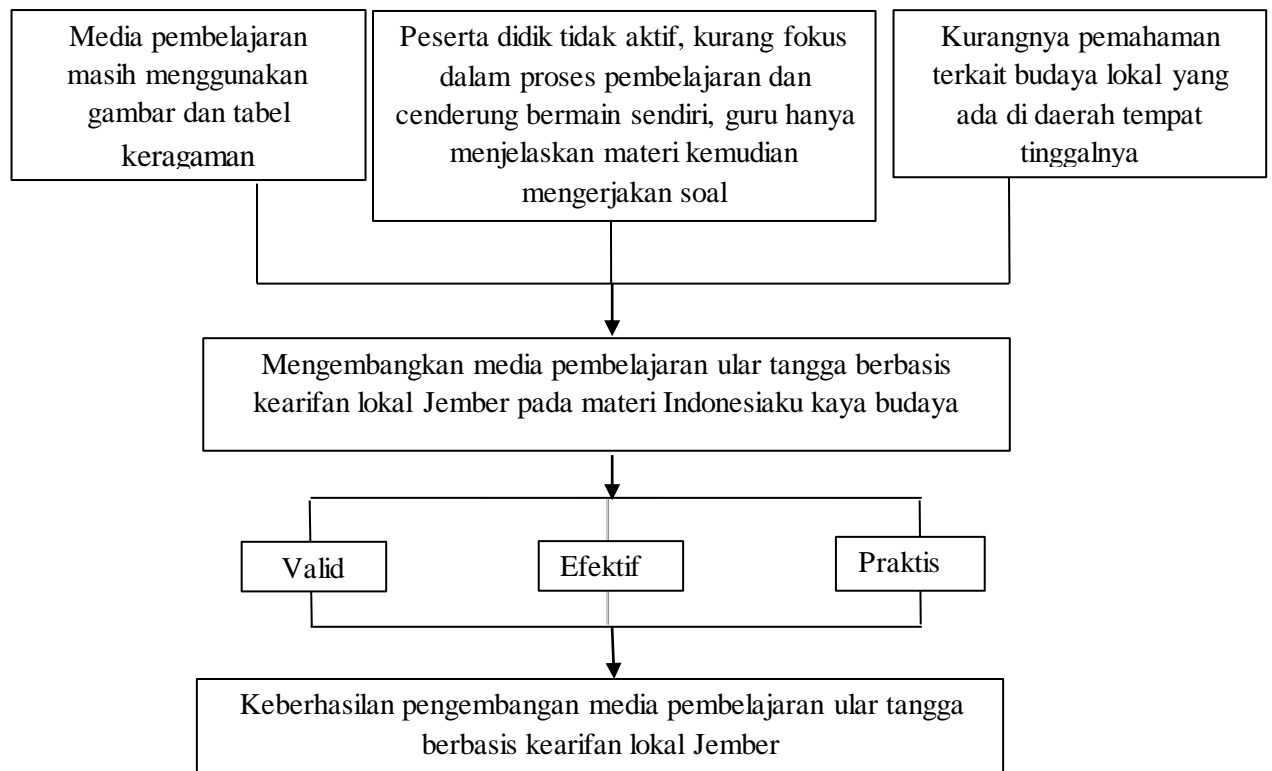 Media pembelajaran
masih menggunakan
gambar dan tabel
keragaman
Peserta didik tidak aktif, kurang fokus
dalam proses pembelajaran dan
cenderung bermain sendiri, guru hanya
menjelaskan materi kemudian
mengerjakan soal
Kurangnya pemahaman
terkait budaya lokal yang
ada di daerah tempat
tinggalnya
Mengembangkan media pembelajaran ular tangga berbasis
kearifan lokal Jember pada materi Indonesiaku kaya budaya
Valid
Efektif
Praktis
Keberhasilan pengembangan media pembelajaran ular tangga
berbasis kearifan lokal Jember